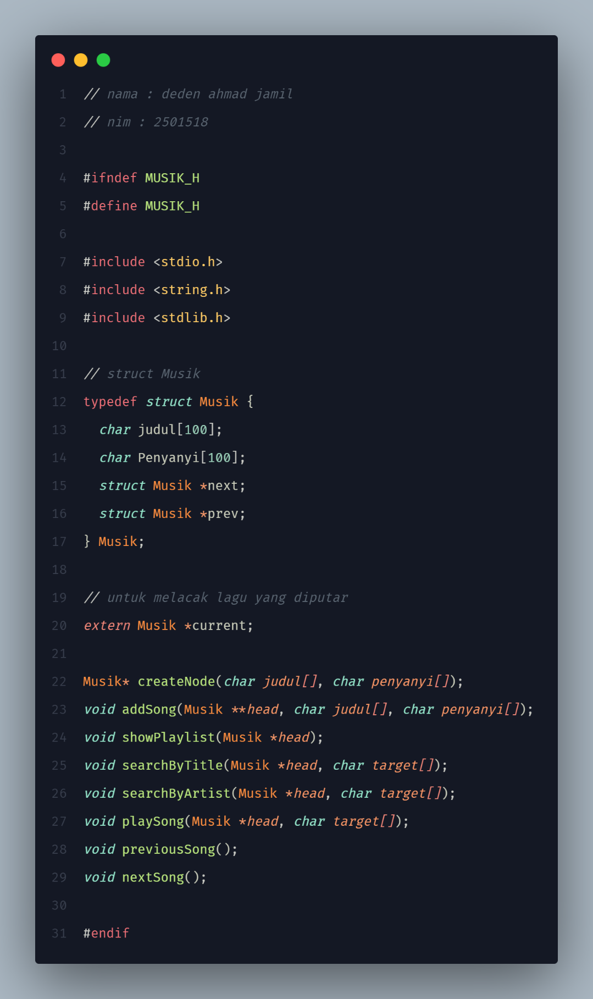 1 // nama : deden ahmad jamil
2 // nim : 2501518
3
4 #ifndef MUSIK_H
5 #define MUSIK_H
6
7 #include <stdio.h>
8 #include <string.h>
9 #include <stdlib.h>
10
11 // struct Musik
12 typedef struct Musik {
13   char judul[100];
14   char Penyanyi[100];
15   struct Musik *next;
16   struct Musik *prev;
17 } Musik;
18
19 // untuk melacak lagu yang diputar
20 extern Musik *current;
21
22 Musik* createNode(char judul[], char penyanyi[]);
23 void addSong(Musik **head, char judul[], char penyanyi[]);
24 void showPlaylist(Musik *head);
25 void searchByTitle(Musik *head, char target[]);
26 void searchByArtist(Musik *head, char target[]);
27 void playSong(Musik *head, char target[]);
28 void previousSong();
29 void nextSong();
30
31 #endif